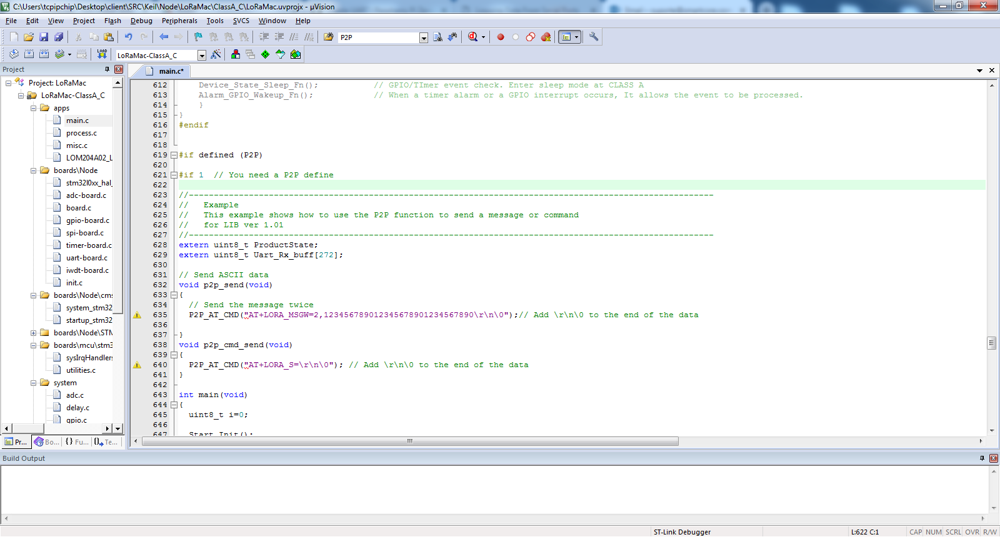 C:\Users\tcpipchip\Desktop\client\SRC\Keil\Node\LoRaMac\ClassA_C\LoRaMac.uvprojx - µVision
File Edit View Project Flash Debug Peripherals Tools SVCS Window Help
P2P
LOAD
LoRaMac-ClassA_C
Project
Project: LoRaMac
LoRaMac-ClassA_C
apps
main.c
process.c
misc.c
LOM204A02_L
boards\Node
stm32l0xx_hal_
adc-board.c
board.c
gpio-board.c
spi-board.c
timer-board.c
uart-board.c
iwdt-board.c
init.c
boards\Node\cms
system_stm32
startup_stm32
boards\Node\STM
boards\mcu\stm3
sysIrqHandlers
utilities.c
system
adc.c
delay.c
gpio.c
Pr... Bo... {} Fu... Te...
main.c*
612 Device_State_Sleep_Fn(); // GPIO/TImer event check. Enter sleep mode at CLASS A
613 Alarm_GPIO_Wakeup_Fn(); // When a timer alarm or a GPIO interrupt occurs, It allows the event to be processed.
614 }
615 }
616 #endif
617
618
619 #if defined (P2P)
620
621 #if 1 // You need a P2P define
622
623 //---------------------------------------------------------------------------------------------------------
624 // Example
625 // This example shows how to use the P2P function to send a message or command
626 // for LIB ver 1.01
627 //---------------------------------------------------------------------------------------------------------
628 extern uint8_t ProductState;
629 extern uint8_t Uart_Rx_buff[272];
630
631 // Send ASCII data
632 void p2p_send(void)
633 {
634 // Send the message twice
635 P2P_AT_CMD("AT+LORA_MSGW=2,123456789012345678901234567890\r\n\0");// Add \r\n\0 to the end of the data
636
637 }
638 void p2p_cmd_send(void)
639 {
640 P2P_AT_CMD("AT+LORA_S=\r\n\0"); // Add \r\n\0 to the end of the data
641 }
642
643 int main(void)
644 {
645 uint8_t i=0;
646
647 Start_Init();
Build Output
ST-Link Debugger
L:622 C:1
CAP NUM SCRL OVR R/W